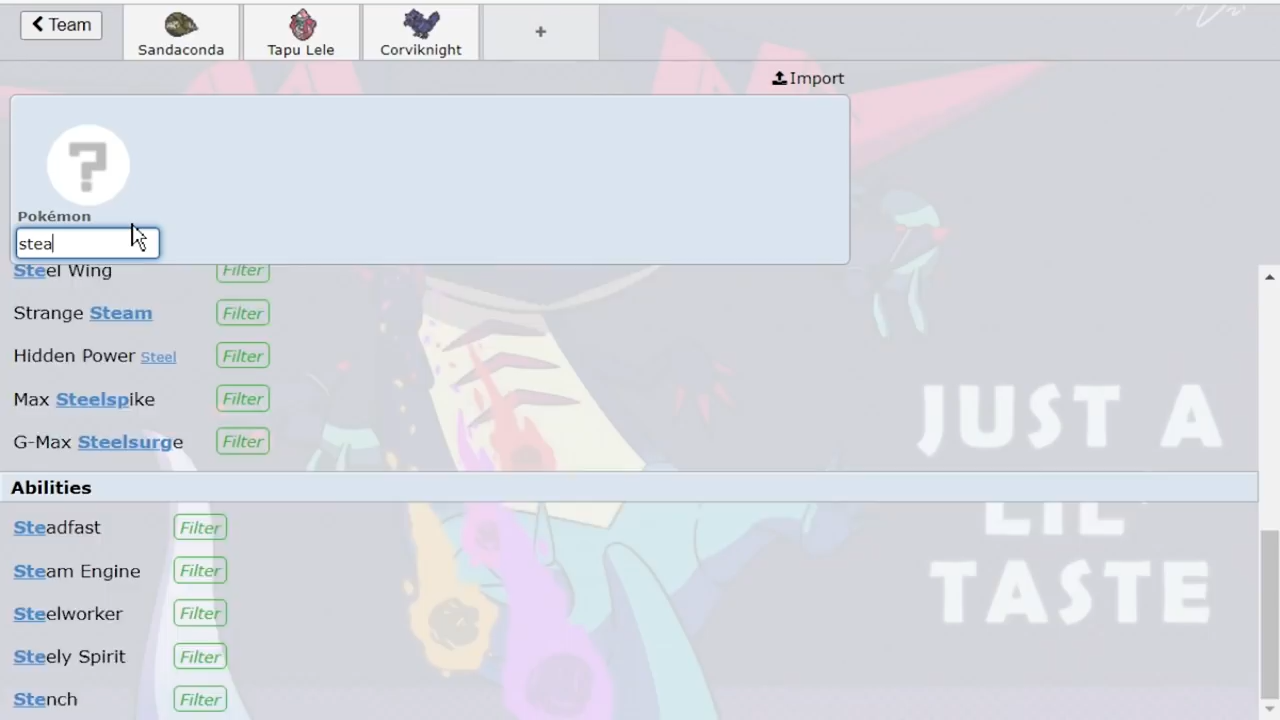 Team
Sandaconda
Tapu Lele
Corviknight
+
Import
?
Pokémon
stea
Steel Wing Filter
Strange Steam Filter
Hidden Power Steel Filter
Max Steelspike Filter
G-Max Steelsurge Filter
Abilities
Steadfast Filter
Steam Engine Filter
Steelworker Filter
Steely Spirit Filter
Stench Filter
JUST A
LIL'
TASTE